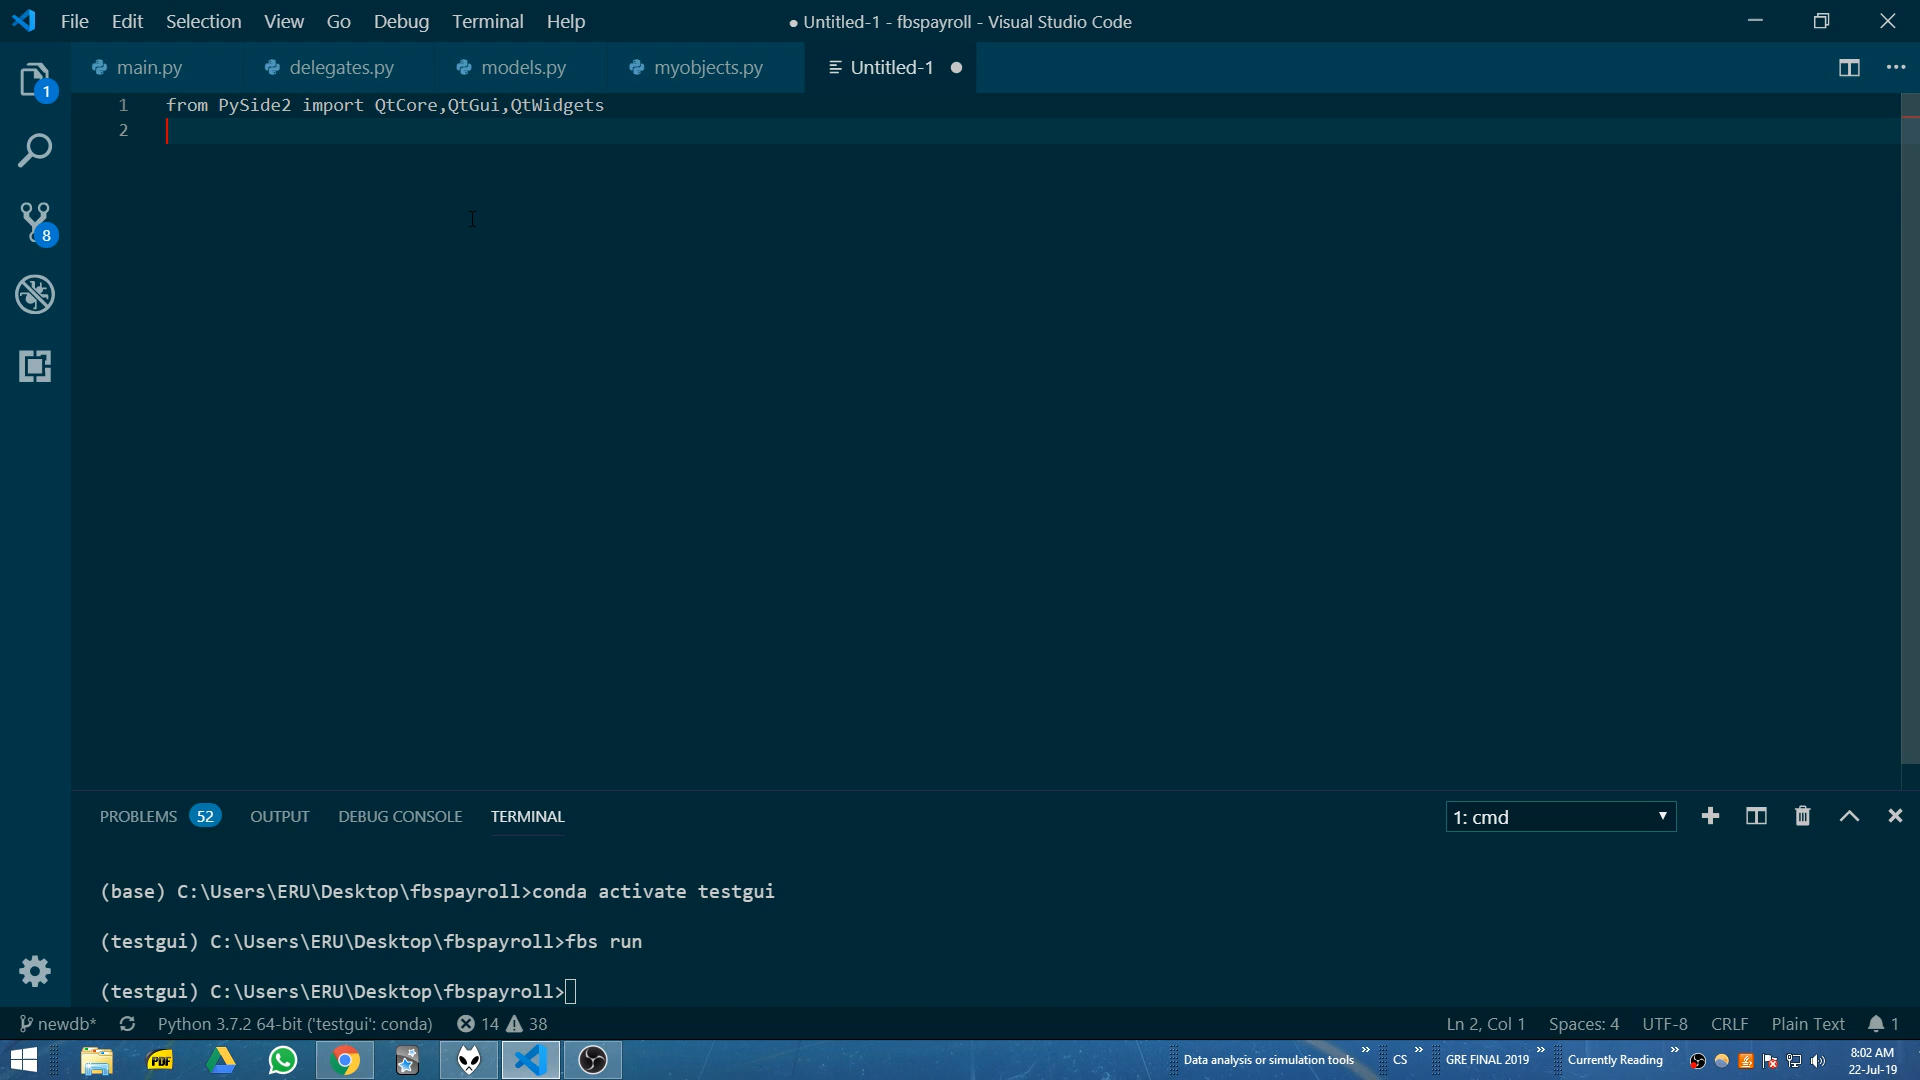 File Edit Selection View Go Debug Terminal Help
● Untitled-1 - fbspayroll - Visual Studio Code
main.py delegates.py models.py myobjects.py Untitled-1
1
1 from PySide2 import QtCore,QtGui,QtWidgets
2
8
PROBLEMS 52 OUTPUT DEBUG CONSOLE TERMINAL
1: cmd
(base) C:\Users\ERU\Desktop\fbspayroll>conda activate testgui
(testgui) C:\Users\ERU\Desktop\fbspayroll>fbs run
(testgui) C:\Users\ERU\Desktop\fbspayroll>
newdb* Python 3.7.2 64-bit ('testgui': conda) 14 38
Ln 2, Col 1 Spaces: 4 UTF-8 CRLF Plain Text 1
PDF
Data analysis or simulation tools » CS » GRE FINAL 2019 » Currently Reading »
8:02 AM
22-Jul-19